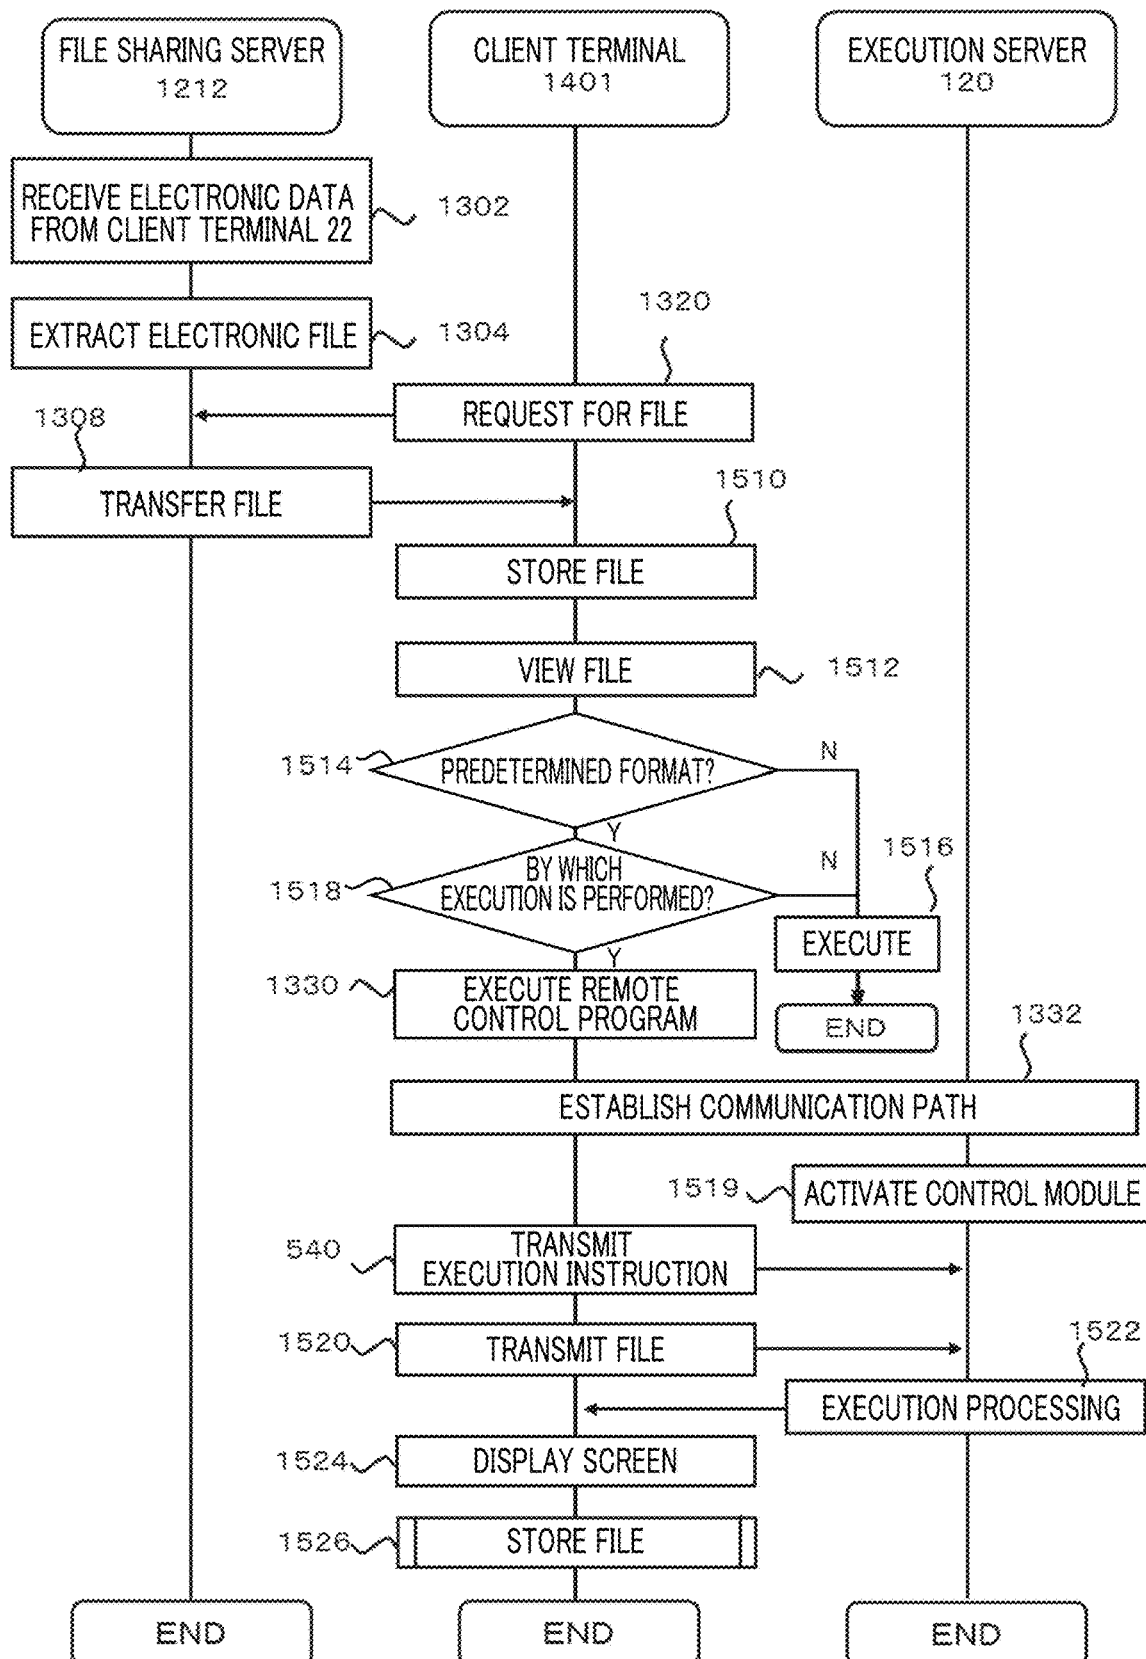 FILE SHARING SERVER
1212
CLIENT TERMINAL
1401
EXECUTION SERVER
120
RECEIVE ELECTRONIC DATA
FROM CLIENT TERMINAL 22
1302
EXTRACT ELECTRONIC FILE
1304
1320
REQUEST FOR FILE
1308
TRANSFER FILE
1510
STORE FILE
VIEW FILE
1512
1514
PREDETERMINED FORMAT?
N
Y
1518
BY WHICH
EXECUTION IS PERFORMED?
N
1516
EXECUTE
Y
1330
EXECUTE REMOTE
CONTROL PROGRAM
END
1332
ESTABLISH COMMUNICATION PATH
1519
ACTIVATE CONTROL MODULE
540
TRANSMIT
EXECUTION INSTRUCTION
1520
TRANSMIT FILE
1522
EXECUTION PROCESSING
1524
DISPLAY SCREEN
1526
STORE FILE
END
END
END